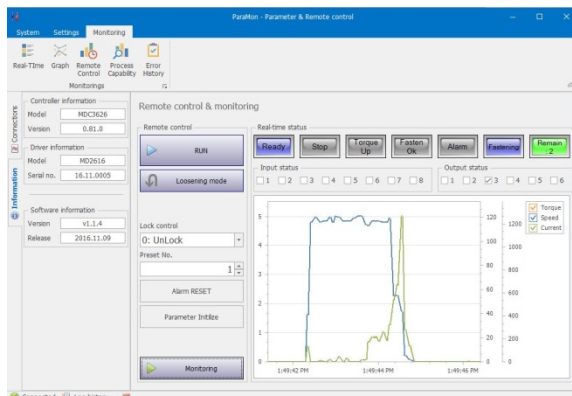 ParaMon - Parameter & Remote control
System Settings Monitoring
Real-Time Graph Remote Control Process Capability Error History
Monitorings
Connectors
Information
Controller information
Model MDC3626
Version 0.81.0
Driver information
Model MD2616
Serial no. 16.11.0005
Software information
Version v1.1.4
Release 2016.11.09
Remote control & monitoring
Remote control
RUN
Loosening mode
Lock control
0: UnLock
Preset No.
1
Alarm RESET
Parameter Initilze
Monitoring
Real-time status
Ready Stop Torque Up Fasten Ok Alarm Fastening Remain : 2
Input status
1 2 3 4 5 6 7 8
Output status
1 2 3 4 5 6
Torque
Speed
Current
5
4
3
2
1
0
120
100
80
60
40
20
0
1200
1000
800
600
400
200
0
1:49:42 PM 1:49:44 PM 1:49:46 PM